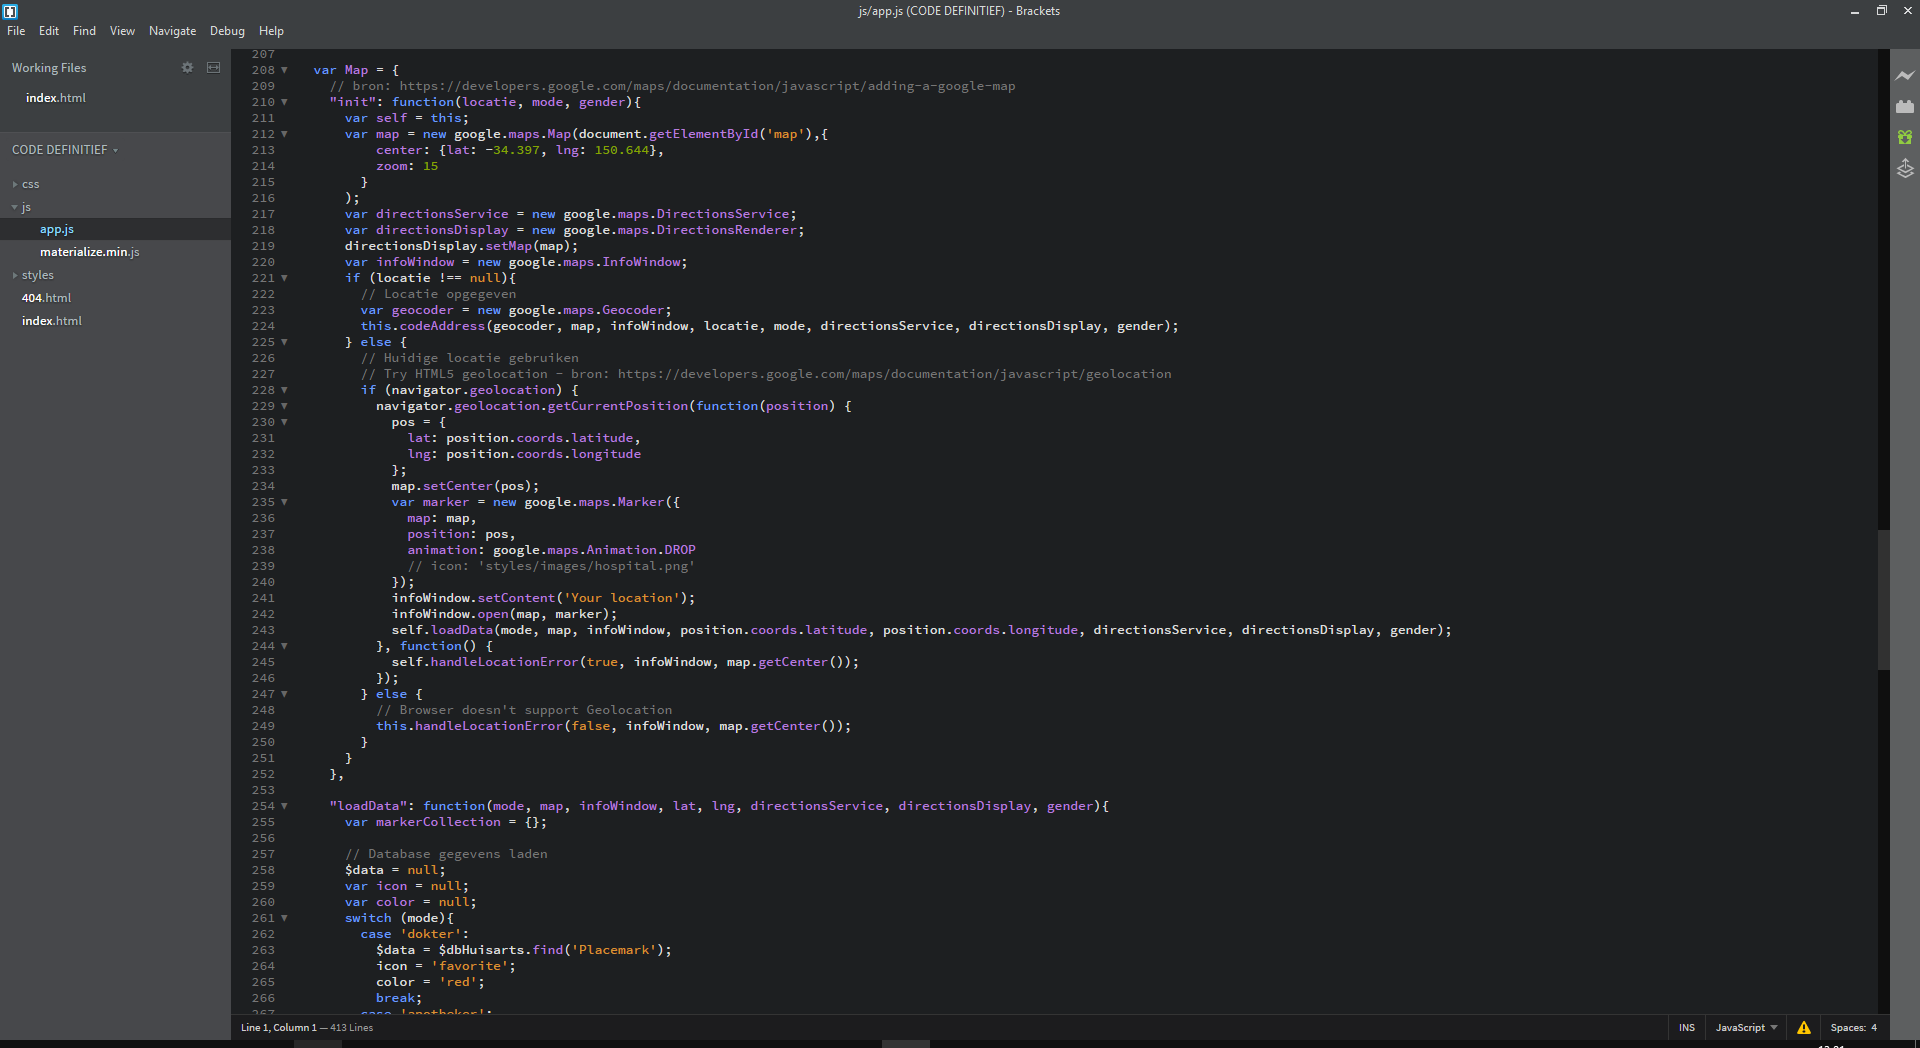 js/app.js (CODE DEFINITIEF) - Brackets
File Edit Find View Navigate Debug Help
Working Files
index.html
CODE DEFINITIEF
css
js
app.js
materialize.min.js
styles
404.html
index.html
207
208 var Map = {
209 // bron: https://developers.google.com/maps/documentation/javascript/adding-a-google-map
210 "init": function(locatie, mode, gender){
211 var self = this;
212 var map = new google.maps.Map(document.getElementById('map'),{
213 center: {lat: -34.397, lng: 150.644},
214 zoom: 15
215 }
216 );
217 var directionsService = new google.maps.DirectionsService;
218 var directionsDisplay = new google.maps.DirectionsRenderer;
219 directionsDisplay.setMap(map);
220 var infoWindow = new google.maps.InfoWindow;
221 if (locatie !== null){
222 // Locatie opgegeven
223 var geocoder = new google.maps.Geocoder;
224 this.codeAddress(geocoder, map, infoWindow, locatie, mode, directionsService, directionsDisplay, gender);
225 } else {
226 // Huidige locatie gebruiken
227 // Try HTML5 geolocation - bron: https://developers.google.com/maps/documentation/javascript/geolocation
228 if (navigator.geolocation) {
229 navigator.geolocation.getCurrentPosition(function(position) {
230 pos = {
231 lat: position.coords.latitude,
232 lng: position.coords.longitude
233 };
234 map.setCenter(pos);
235 var marker = new google.maps.Marker({
236 map: map,
237 position: pos,
238 animation: google.maps.Animation.DROP
239 // icon: 'styles/images/hospital.png'
240 });
241 infoWindow.setContent('Your location');
242 infoWindow.open(map, marker);
243 self.loadData(mode, map, infoWindow, position.coords.latitude, position.coords.longitude, directionsService, directionsDisplay, gender);
244 }, function() {
245 self.handleLocationError(true, infoWindow, map.getCenter());
246 });
247 } else {
248 // Browser doesn't support Geolocation
249 this.handleLocationError(false, infoWindow, map.getCenter());
250 }
251 }
252 },
253
254 "loadData": function(mode, map, infoWindow, lat, lng, directionsService, directionsDisplay, gender){
255 var markerCollection = {};
256
257 // Database gegevens laden
258 $data = null;
259 var icon = null;
260 var color = null;
261 switch (mode){
262 case 'dokter':
263 $data = $dbHuisarts.find('Placemark');
264 icon = 'favorite';
265 color = 'red';
266 break;
267 case 'apotheker':
Line 1, Column 1 — 413 Lines
INS JavaScript Spaces: 4